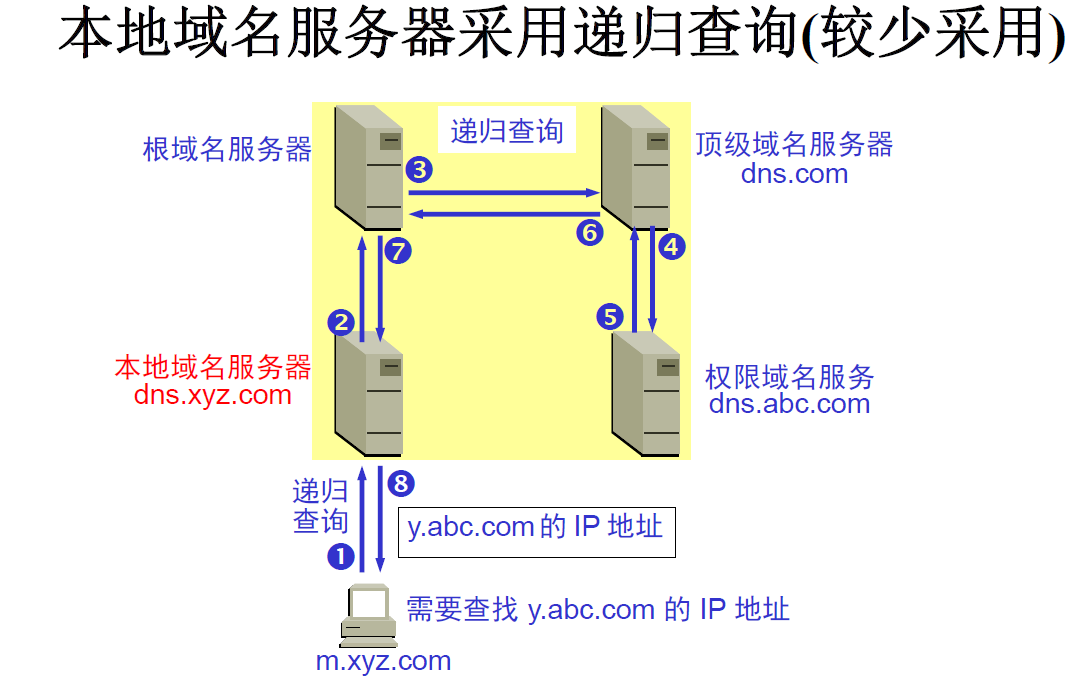 本地域名服务器采用递归查询(较少采用)
递归查询
根域名服务器
顶级域名服务器
dns.com
❸
❻
❼
❹
❷
❺
本地域名服务器
dns.xyz.com
权限域名服务
dns.abc.com
递归
查询
❽
y.abc.com 的 IP 地址
❶
需要查找 y.abc.com 的 IP 地址
m.xyz.com